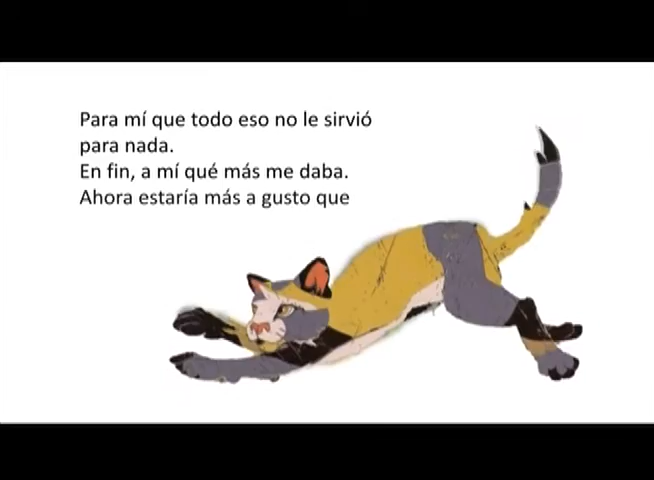 Para mí que todo eso no le sirvió
para nada.
En fin, a mí qué más me daba.
Ahora estaría más a gusto que